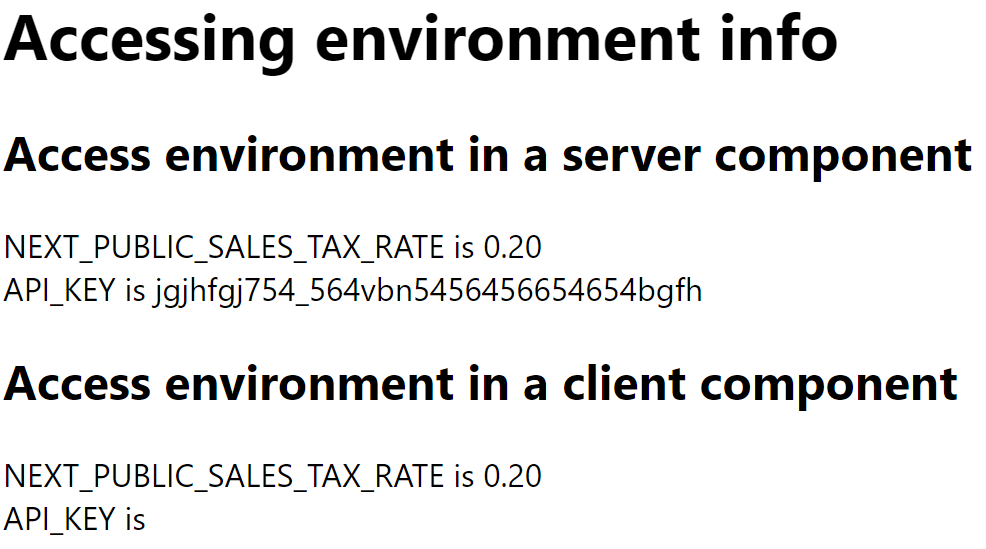 Accessing environment info
Access environment in a server component
NEXT_PUBLIC_SALES_TAX_RATE is 0.20
API_KEY is jgjhfgj754_564vbn5456456654654bgfh
Access environment in a client component
NEXT_PUBLIC_SALES_TAX_RATE is 0.20
API_KEY is